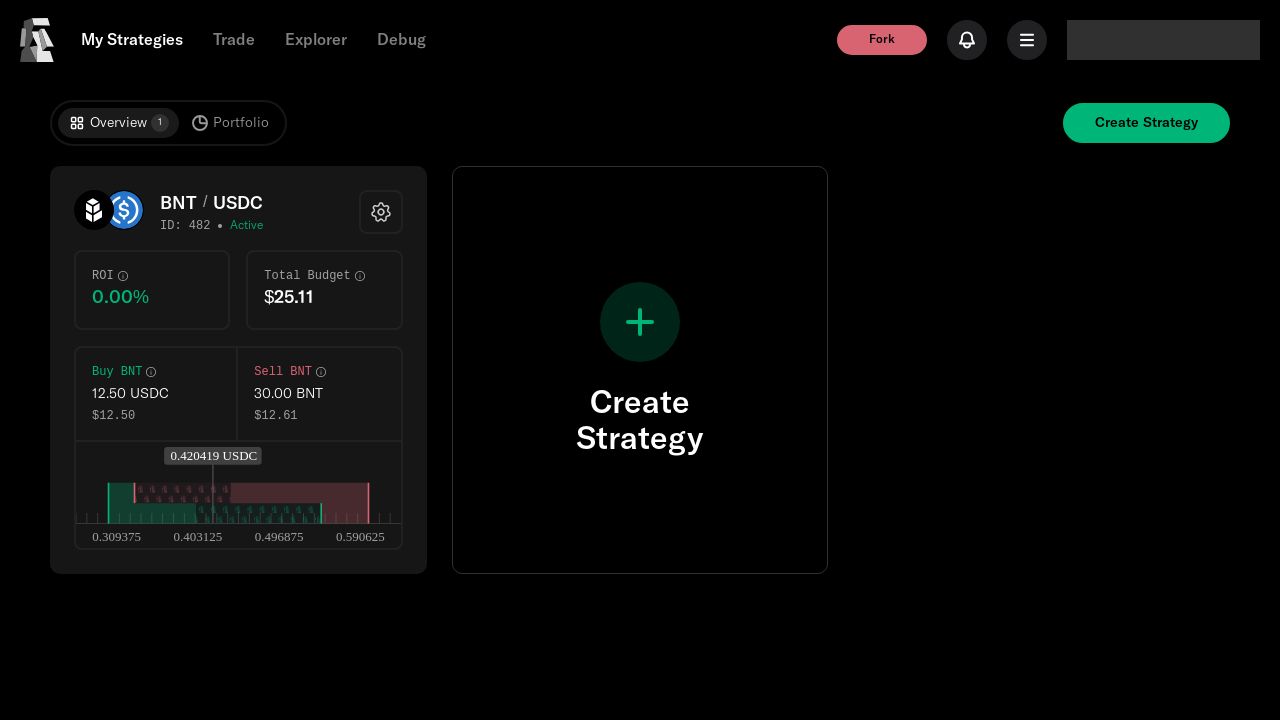 My Strategies
Trade
Explorer
Debug
Fork
Overview 1
Portfolio
Create Strategy
BNT / USDC
ID: 482 • Active
ROI
0.00%
Total Budget
$25.11
Buy BNT
12.50 USDC
$12.50
Sell BNT
30.00 BNT
$12.61
0.420419 USDC
0.309375 0.403125 0.496875 0.590625
Create
Strategy